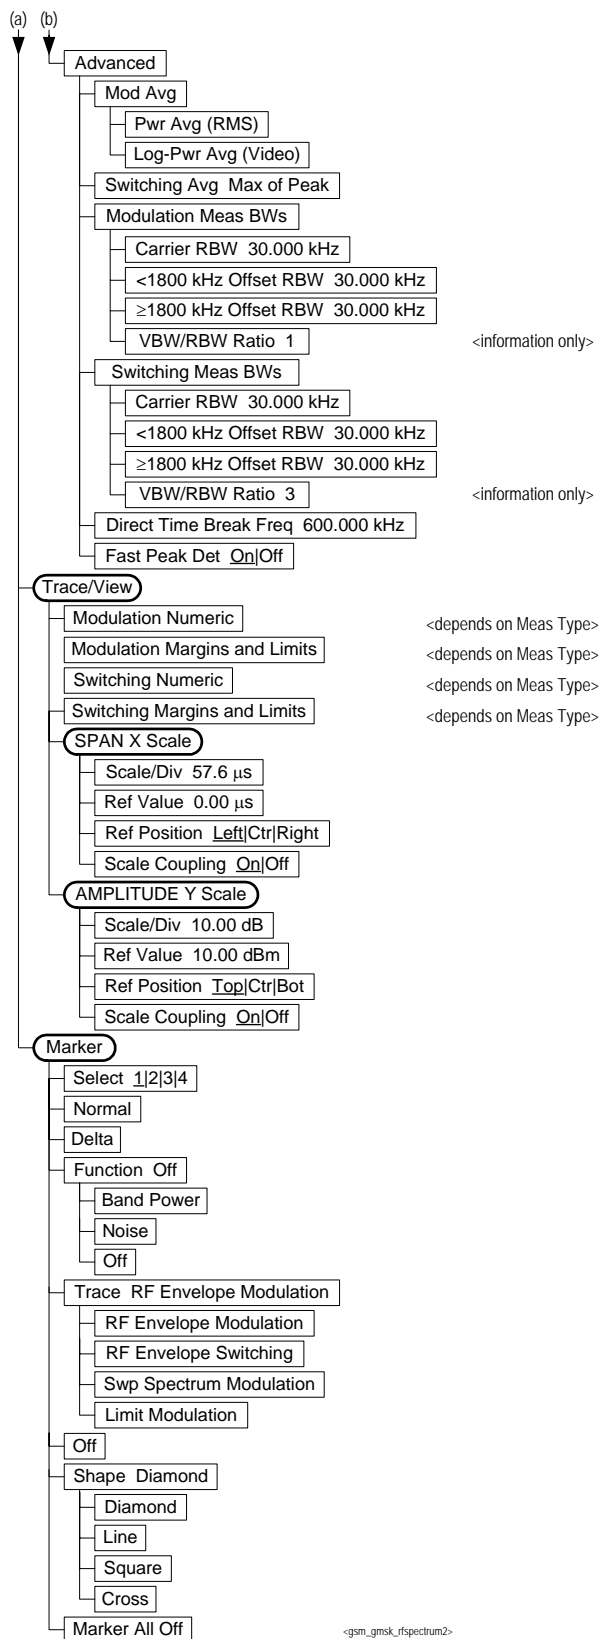 (a) (b)
Advanced
Mod Avg
Pwr Avg (RMS)
Log-Pwr Avg (Video)
Switching Avg Max of Peak
Modulation Meas BWs
Carrier RBW 30.000 kHz
<1800 kHz Offset RBW 30.000 kHz
≥1800 kHz Offset RBW 30.000 kHz
VBW/RBW Ratio 1 <information only>
Switching Meas BWs
Carrier RBW 30.000 kHz
<1800 kHz Offset RBW 30.000 kHz
≥1800 kHz Offset RBW 30.000 kHz
VBW/RBW Ratio 3 <information only>
Direct Time Break Freq 600.000 kHz
Fast Peak Det On|Off
Trace/View
Modulation Numeric <depends on Meas Type>
Modulation Margins and Limits <depends on Meas Type>
Switching Numeric <depends on Meas Type>
Switching Margins and Limits <depends on Meas Type>
SPAN X Scale
Scale/Div 57.6 μs
Ref Value 0.00 μs
Ref Position Left|Ctr|Right
Scale Coupling On|Off
AMPLITUDE Y Scale
Scale/Div 10.00 dB
Ref Value 10.00 dBm
Ref Position Top|Ctr|Bot
Scale Coupling On|Off
Marker
Select 1|2|3|4
Normal
Delta
Function Off
Band Power
Noise
Off
Trace RF Envelope Modulation
RF Envelope Modulation
RF Envelope Switching
Swp Spectrum Modulation
Limit Modulation
Off
Shape Diamond
Diamond
Line
Square
Cross
Marker All Off <gsm_gmsk_rfspectrum2>